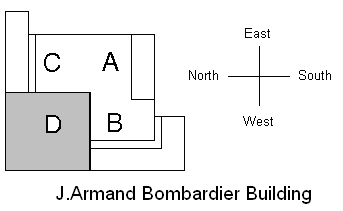 East
C A
North South
D B
West
J.Armand Bombardier Building